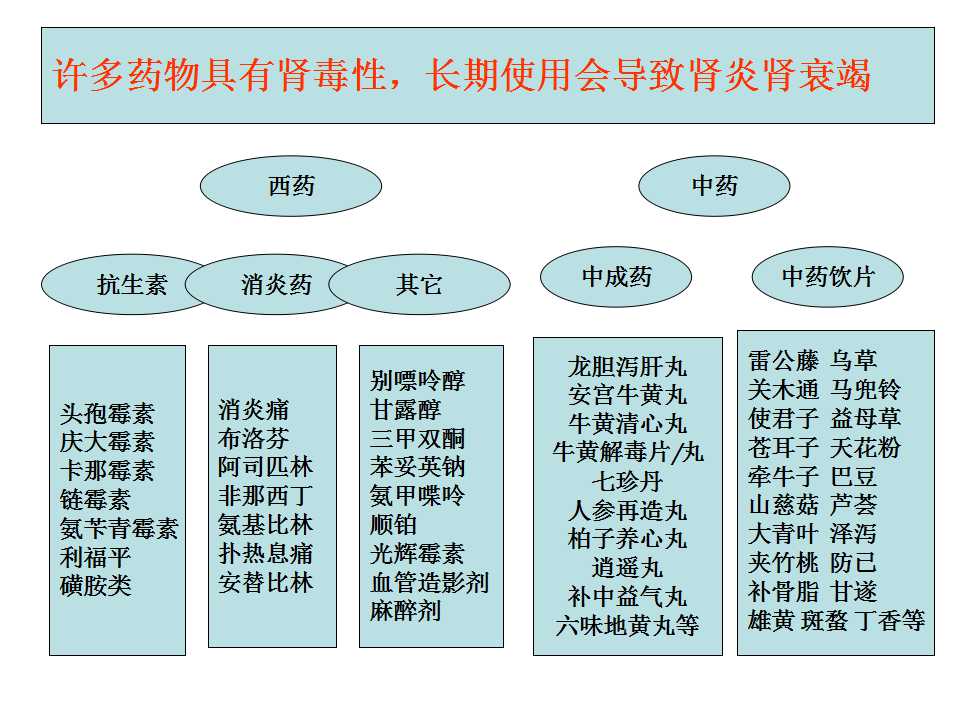 许多药物具有肾毒性，长期使用会导致肾炎肾衰竭
西药
中药
抗生素
消炎药
其它
中成药
中药饮片
头孢霉素
庆大霉素
卡那霉素
链霉素
氨苄青霉素
利福平
磺胺类
消炎痛
布洛芬
阿司匹林
非那西丁
氨基比林
扑热息痛
安替比林
别嘌呤醇
甘露醇
三甲双酮
苯妥英钠
氨甲喋呤
顺铂
光辉霉素
血管造影剂
麻醉剂
龙胆泻肝丸
安宫牛黄丸
牛黄清心丸
牛黄解毒片/丸
七珍丹
人参再造丸
柏子养心丸
逍遥丸
补中益气丸
六味地黄丸等
雷公藤 乌草
关木通 马兜铃
使君子 益母草
苍耳子 天花粉
牵牛子 巴豆
山慈菇 芦荟
大青叶 泽泻
夹竹桃 防己
补骨脂 甘遂
雄黄 斑蝥 丁香等